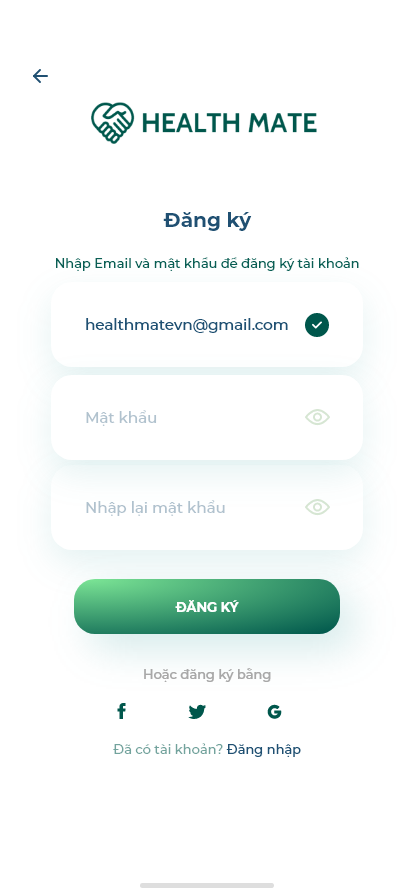 HEALTH MATE
Đăng ký
Nhập Email và mật khẩu để đăng ký tài khoản
healthmatevn@gmail.com
Mật khẩu
Nhập lại mật khẩu
ĐĂNG KÝ
Hoặc đăng ký bằng
Đã có tài khoản? Đăng nhập